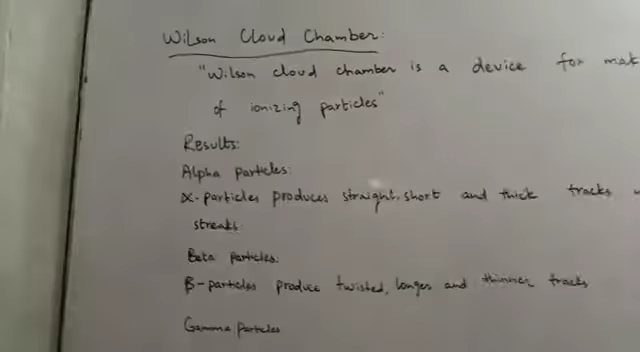 Wilson Cloud Chamber:
"Wilson cloud chamber is a device for mak
of ionizing particles"
Results:
Alpha particles:
α-particles produces straight, short and thick tracks
streaks
Beta particles:
β-particles produce twisted, longer and thinner tracks
Gamma particles